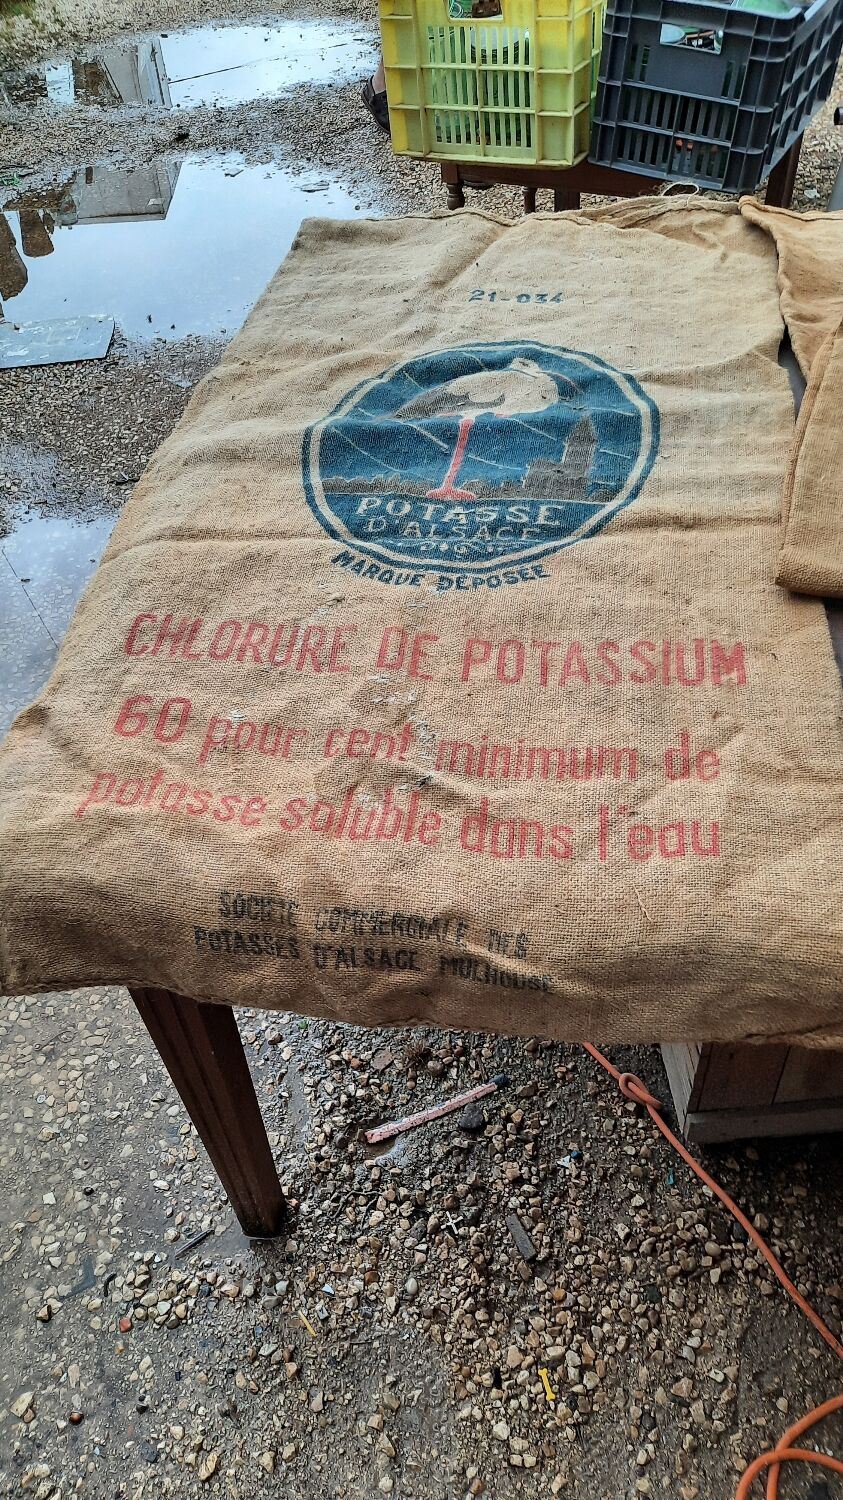 21-034
POTASSE
D'ALSACE
MARQUE DÉPOSÉE
CHLORURE DE POTASSIUM
60 pour cent minimum de
potasse soluble dans l'eau
SOCIETE COMMERCIALE DES
POTASSES D'ALSACE MULHOUSE